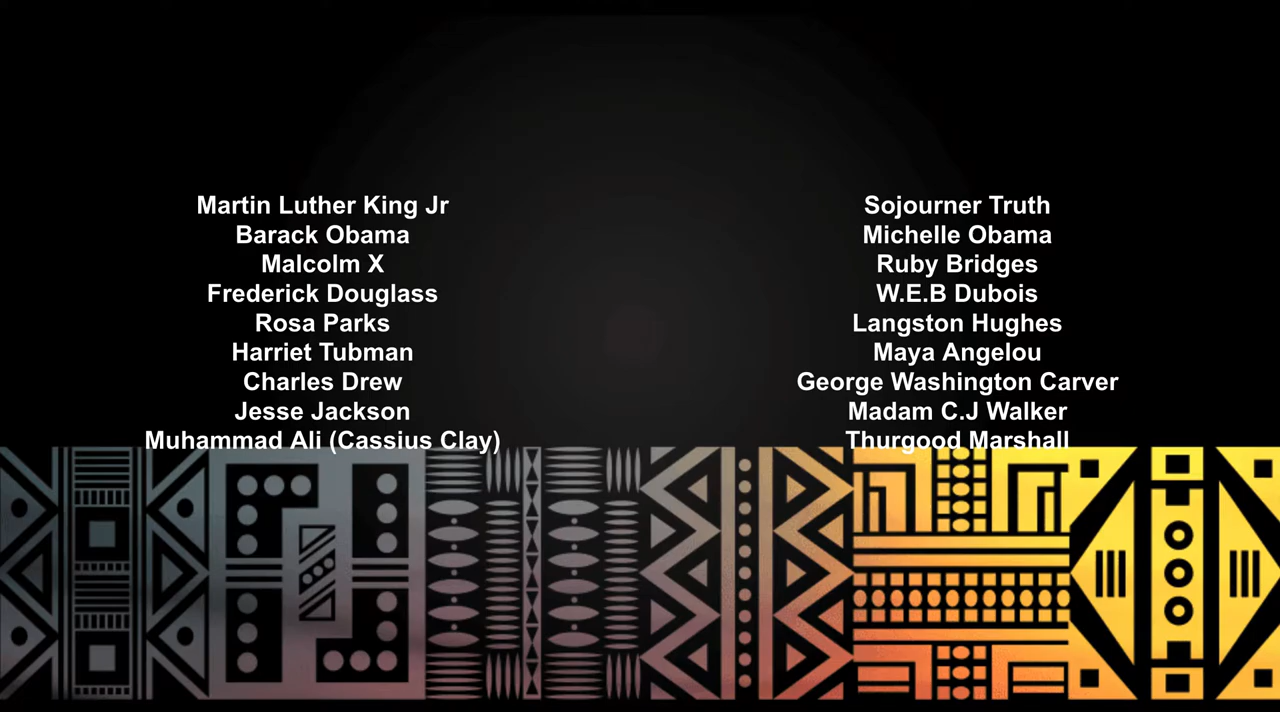 Martin Luther King Jr
Barack Obama
Malcolm X
Frederick Douglass
Rosa Parks
Harriet Tubman
Charles Drew
Jesse Jackson
Muhammad Ali (Cassius Clay)
Sojourner Truth
Michelle Obama
Ruby Bridges
W.E.B Dubois
Langston Hughes
Maya Angelou
George Washington Carver
Madam C.J Walker
Thurgood Marshall